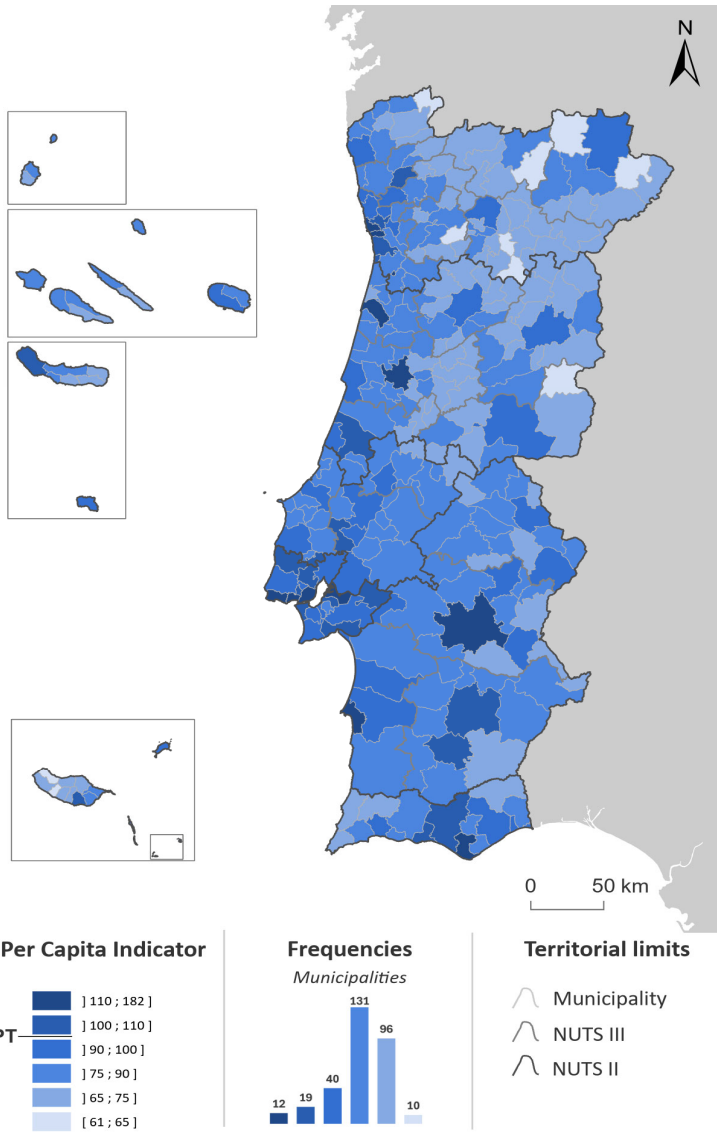 N
0 50 km
Per Capita Indicator
] 110 ; 182 ]
] 100 ; 110 ]
PT
] 90 ; 100 ]
] 75 ; 90 ]
] 65 ; 75 ]
[ 61 ; 65 ]
Frequencies
Municipalities
12 19 40 131 96 10
Territorial limits
Municipality
NUTS III
NUTS II